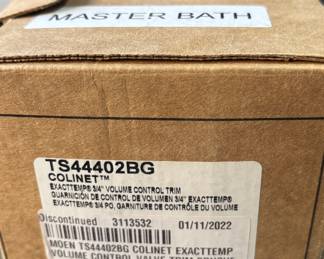 MASTER BATH
TS44402BG
COLINET™
EXACTTEMP® 3/4" VOLUME CONTROL TRIM
GUARNICIÓN DE CONTROL DE VOLUMEN 3/4" EXACTTEMP®
EXACTTEMP® 3/4 PO, GARNITURE DE CONTRÔLE DU VOLUME
Discontinued 3113532 01/11/2022
MOEN TS44402BG COLINET EXACTTEMP
VOLUME CONTROL VALVE TRIM